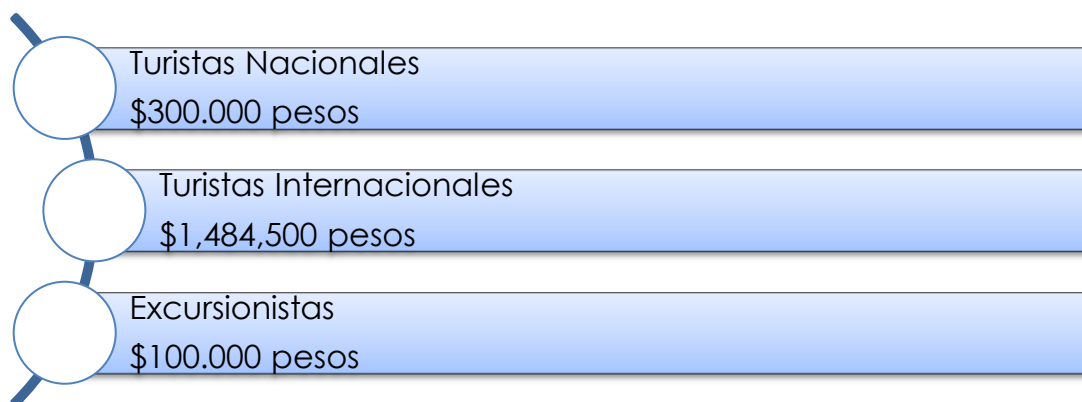 Turistas Nacionales
$300.000 pesos
Turistas Internacionales
$1,484,500 pesos
Excursionistas
$100.000 pesos